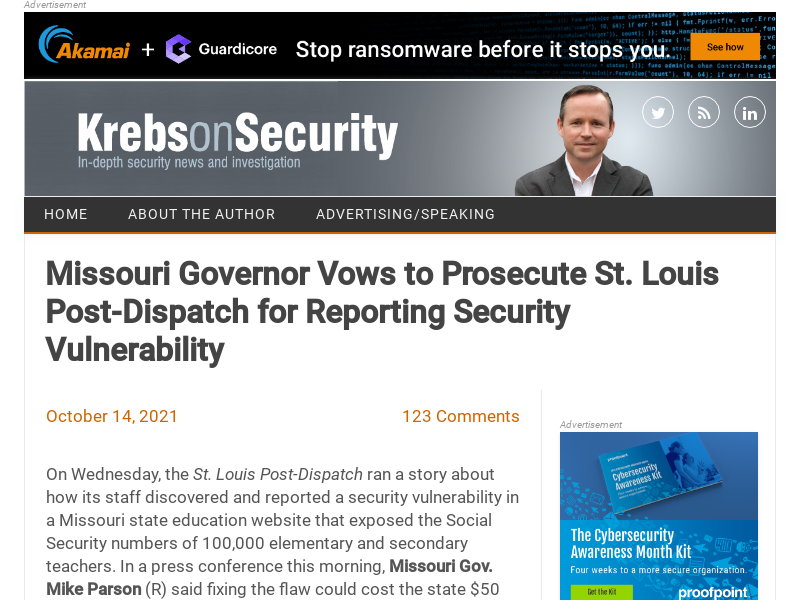 Advertisement
Akamai + Guardicore Stop ransomware before it stops you. See how
KrebsonSecurity
In-depth security news and investigation
HOME ABOUT THE AUTHOR ADVERTISING/SPEAKING
Missouri Governor Vows to Prosecute St. Louis
Post-Dispatch for Reporting Security
Vulnerability
October 14, 2021 123 Comments
On Wednesday, the St. Louis Post-Dispatch ran a story about
how its staff discovered and reported a security vulnerability in
a Missouri state education website that exposed the Social
Security numbers of 100,000 elementary and secondary
teachers. In a press conference this morning, Missouri Gov.
Mike Parson (R) said fixing the flaw could cost the state $50
Advertisement
Cybersecurity
Awareness Kit
The Cybersecurity
Awareness Month Kit
Four weeks to a more secure organization.
Get the Kit proofpoint.